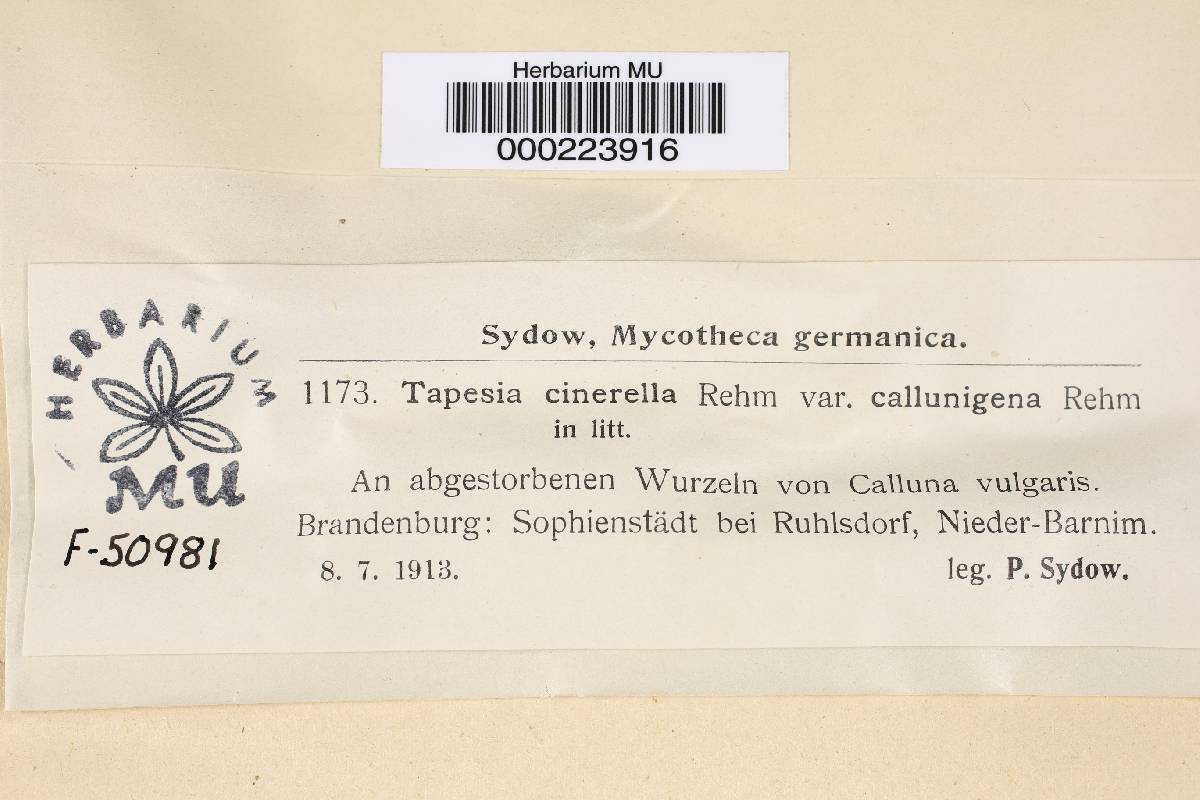 Herbarium MU
000223916
HERBARIUM
MU
F-50981
Sydow, Mycotheca germanica.
1173. Tapesia cinerella Rehm var. callunigena Rehm
in litt.
An abgestorbenen Wurzeln von Calluna vulgaris.
Brandenburg: Sophienstädt bei Ruhlsdorf, Nieder-Barnim.
8. 7. 1913. leg. P. Sydow.